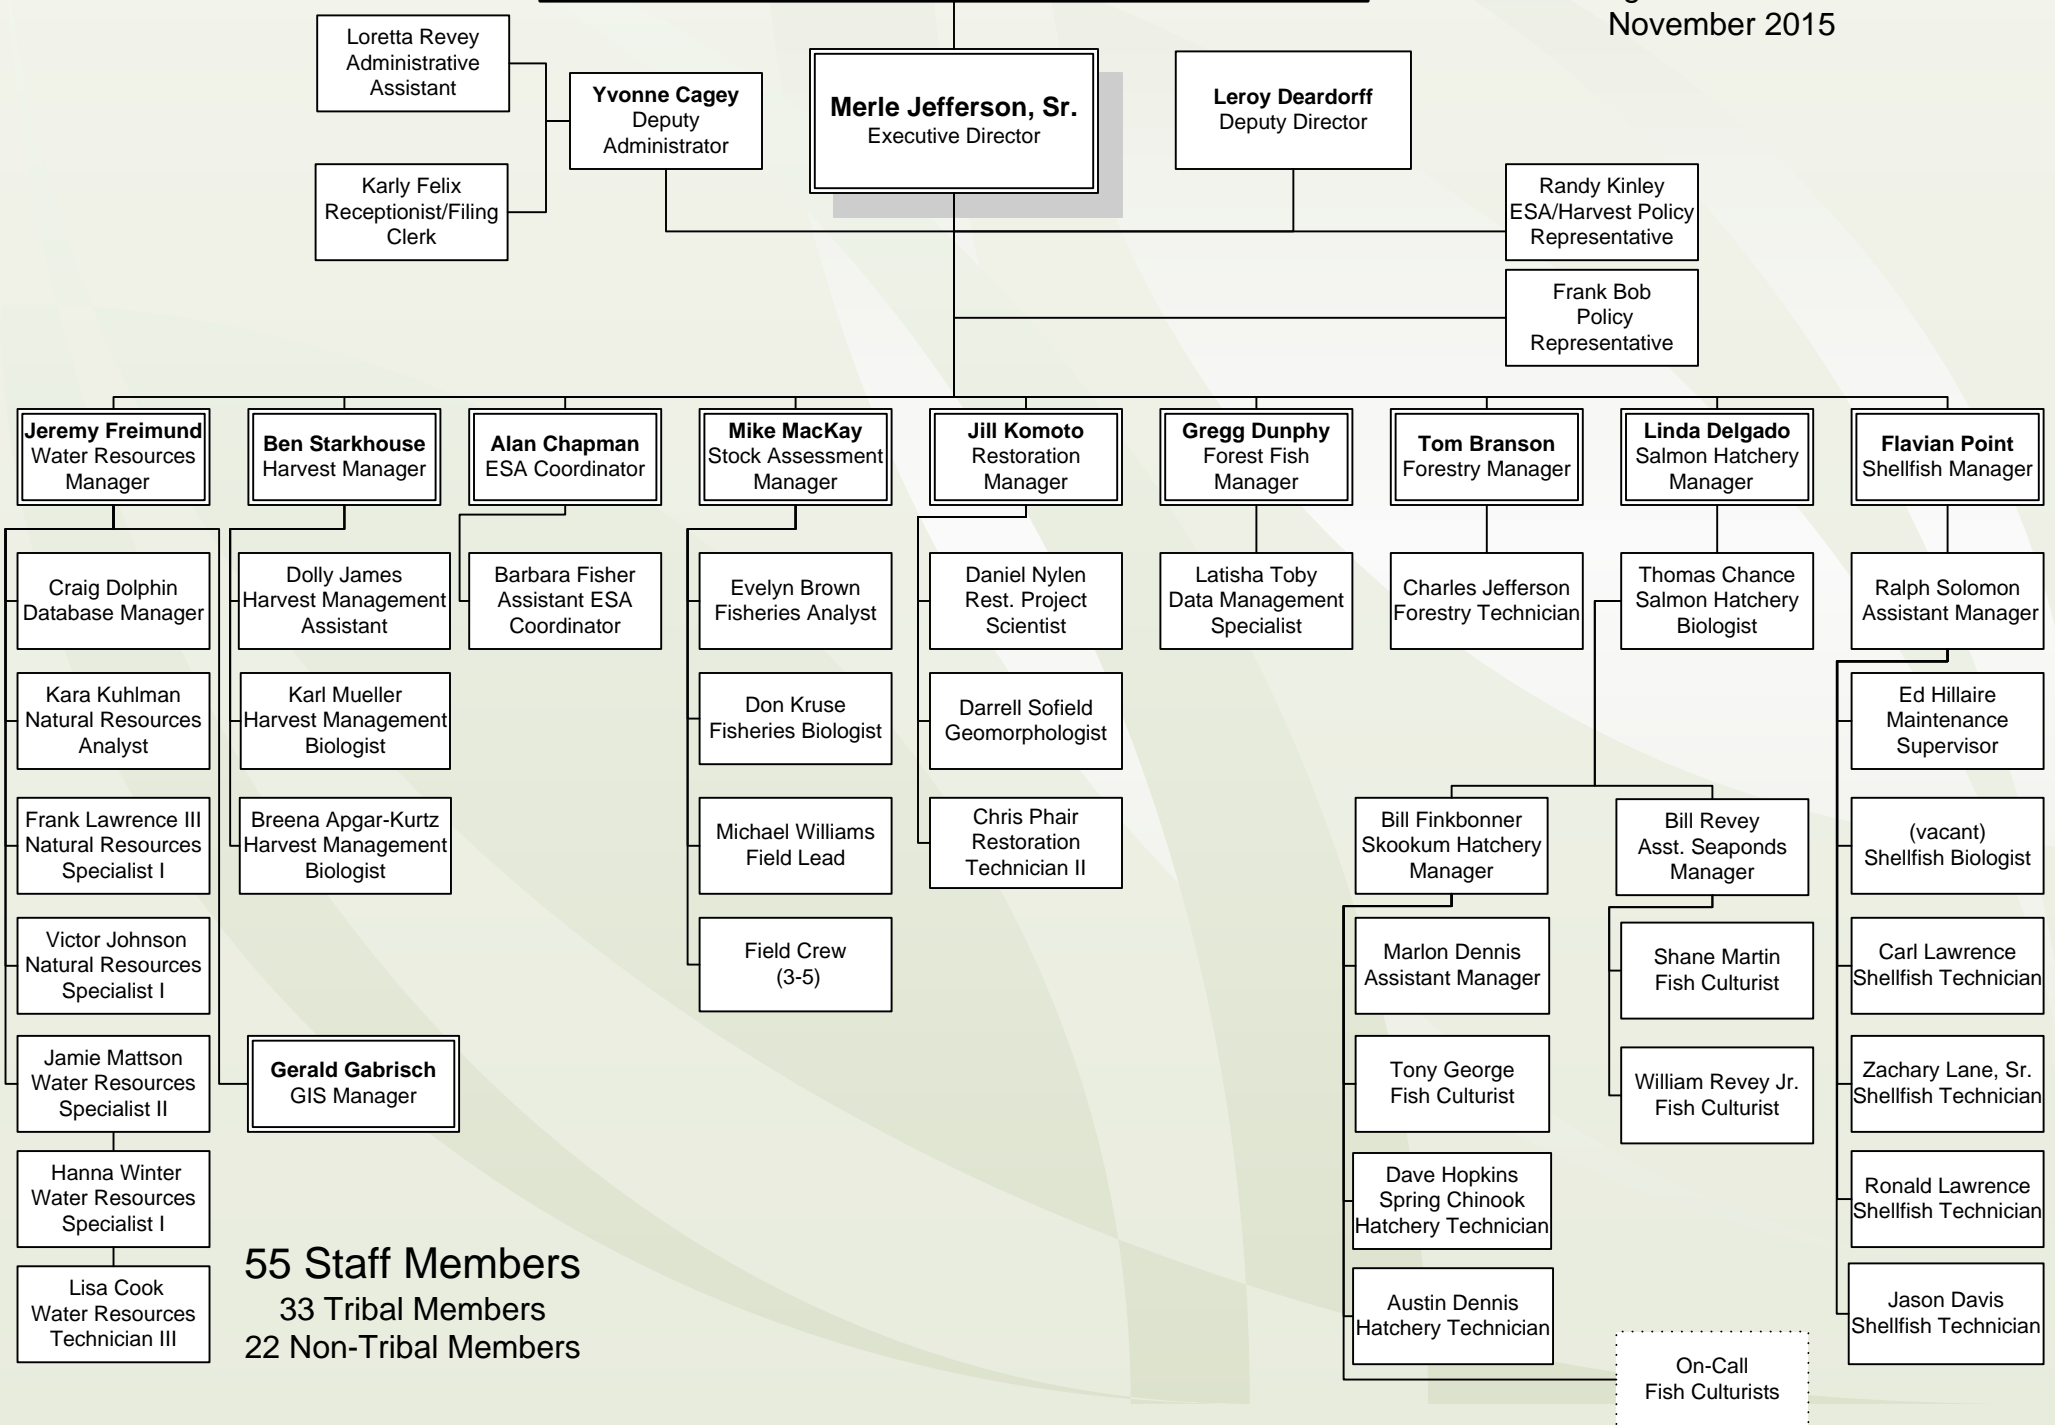 November 2015
Loretta Revey
Administrative
Assistant
Yvonne Cagey
Deputy
Administrator
Merle Jefferson, Sr.
Executive Director
Leroy Deardorff
Deputy Director
Karly Felix
Receptionist/Filing
Clerk
Randy Kinley
ESA/Harvest Policy
Representative
Frank Bob
Policy
Representative
Jeremy Freimund
Water Resources
Manager
Ben Starkhouse
Harvest Manager
Alan Chapman
ESA Coordinator
Mike MacKay
Stock Assessment
Manager
Jill Komoto
Restoration
Manager
Gregg Dunphy
Forest Fish
Manager
Tom Branson
Forestry Manager
Linda Delgado
Salmon Hatchery
Manager
Flavian Point
Shellfish Manager
Craig Dolphin
Database Manager
Dolly James
Harvest Management
Assistant
Barbara Fisher
Assistant ESA
Coordinator
Evelyn Brown
Fisheries Analyst
Daniel Nylen
Rest. Project
Scientist
Latisha Toby
Data Management
Specialist
Charles Jefferson
Forestry Technician
Thomas Chance
Salmon Hatchery
Biologist
Ralph Solomon
Assistant Manager
Kara Kuhlman
Natural Resources
Analyst
Karl Mueller
Harvest Management
Biologist
Don Kruse
Fisheries Biologist
Darrell Sofield
Geomorphologist
Ed Hillaire
Maintenance
Supervisor
Frank Lawrence III
Natural Resources
Specialist I
Breena Apgar-Kurtz
Harvest Management
Biologist
Michael Williams
Field Lead
Chris Phair
Restoration
Technician II
Bill Finkbonner
Skookum Hatchery
Manager
Bill Revey
Asst. Seaponds
Manager
(vacant)
Shellfish Biologist
Victor Johnson
Natural Resources
Specialist I
Field Crew
(3-5)
Marlon Dennis
Assistant Manager
Shane Martin
Fish Culturist
Carl Lawrence
Shellfish Technician
Jamie Mattson
Water Resources
Specialist II
Gerald Gabrisch
GIS Manager
Tony George
Fish Culturist
William Revey Jr.
Fish Culturist
Zachary Lane, Sr.
Shellfish Technician
Hanna Winter
Water Resources
Specialist I
Dave Hopkins
Spring Chinook
Hatchery Technician
Ronald Lawrence
Shellfish Technician
Lisa Cook
Water Resources
Technician III
55 Staff Members
33 Tribal Members
22 Non-Tribal Members
Austin Dennis
Hatchery Technician
Jason Davis
Shellfish Technician
On-Call
Fish Culturists